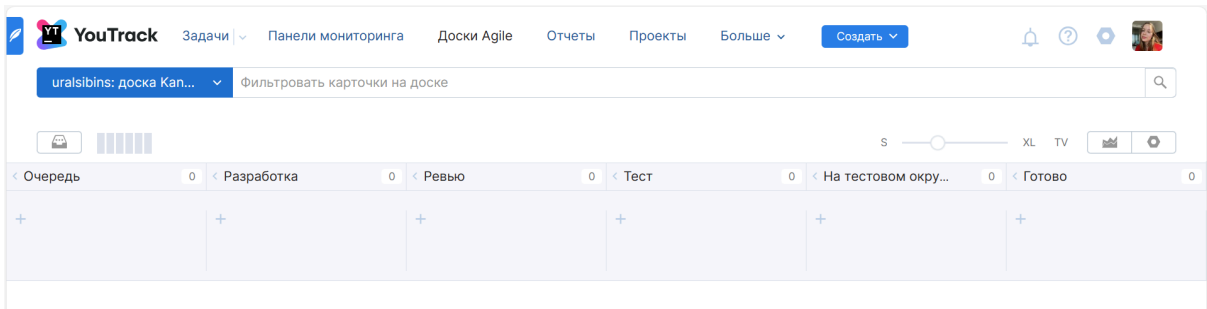 YT YouTrack Задачи Панели мониторинга Доски Agile Отчеты Проекты Больше Создать
uralsibins: доска Kan... Фильтровать карточки на доске
S XL TV
Очередь 0 Разработка 0 Ревью 0 Тест 0 На тестовом окру... 0 Готово 0